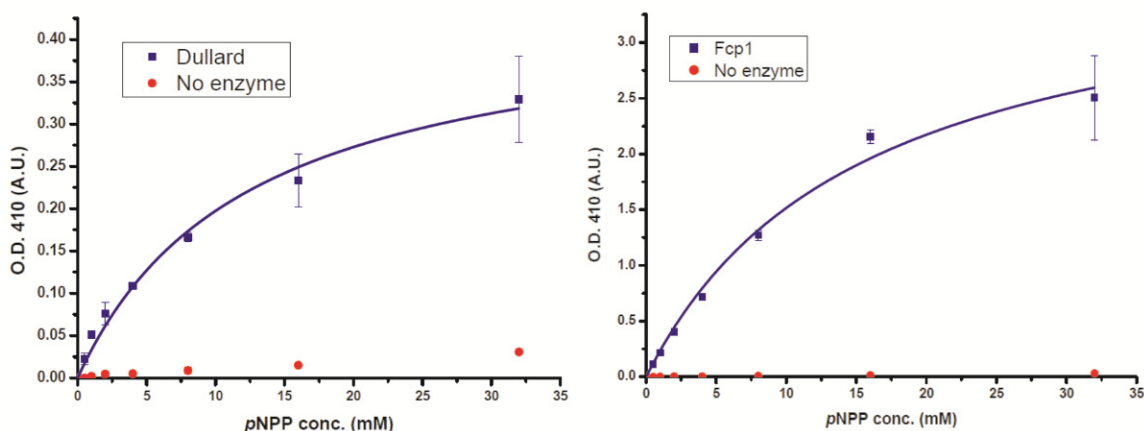 0.40
0.35
0.30
0.25
0.20
0.15
0.10
0.05
0.00
O.D. 410 (A.U.)
Dullard
No enzyme
0 5 10 15 20 25 30 35
pNPP conc. (mM)
3.0
2.5
2.0
1.5
1.0
0.5
0.0
O.D. 410 (A.U.)
Fcp1
No enzyme
0 5 10 15 20 25 30 35
pNPP conc. (mM)